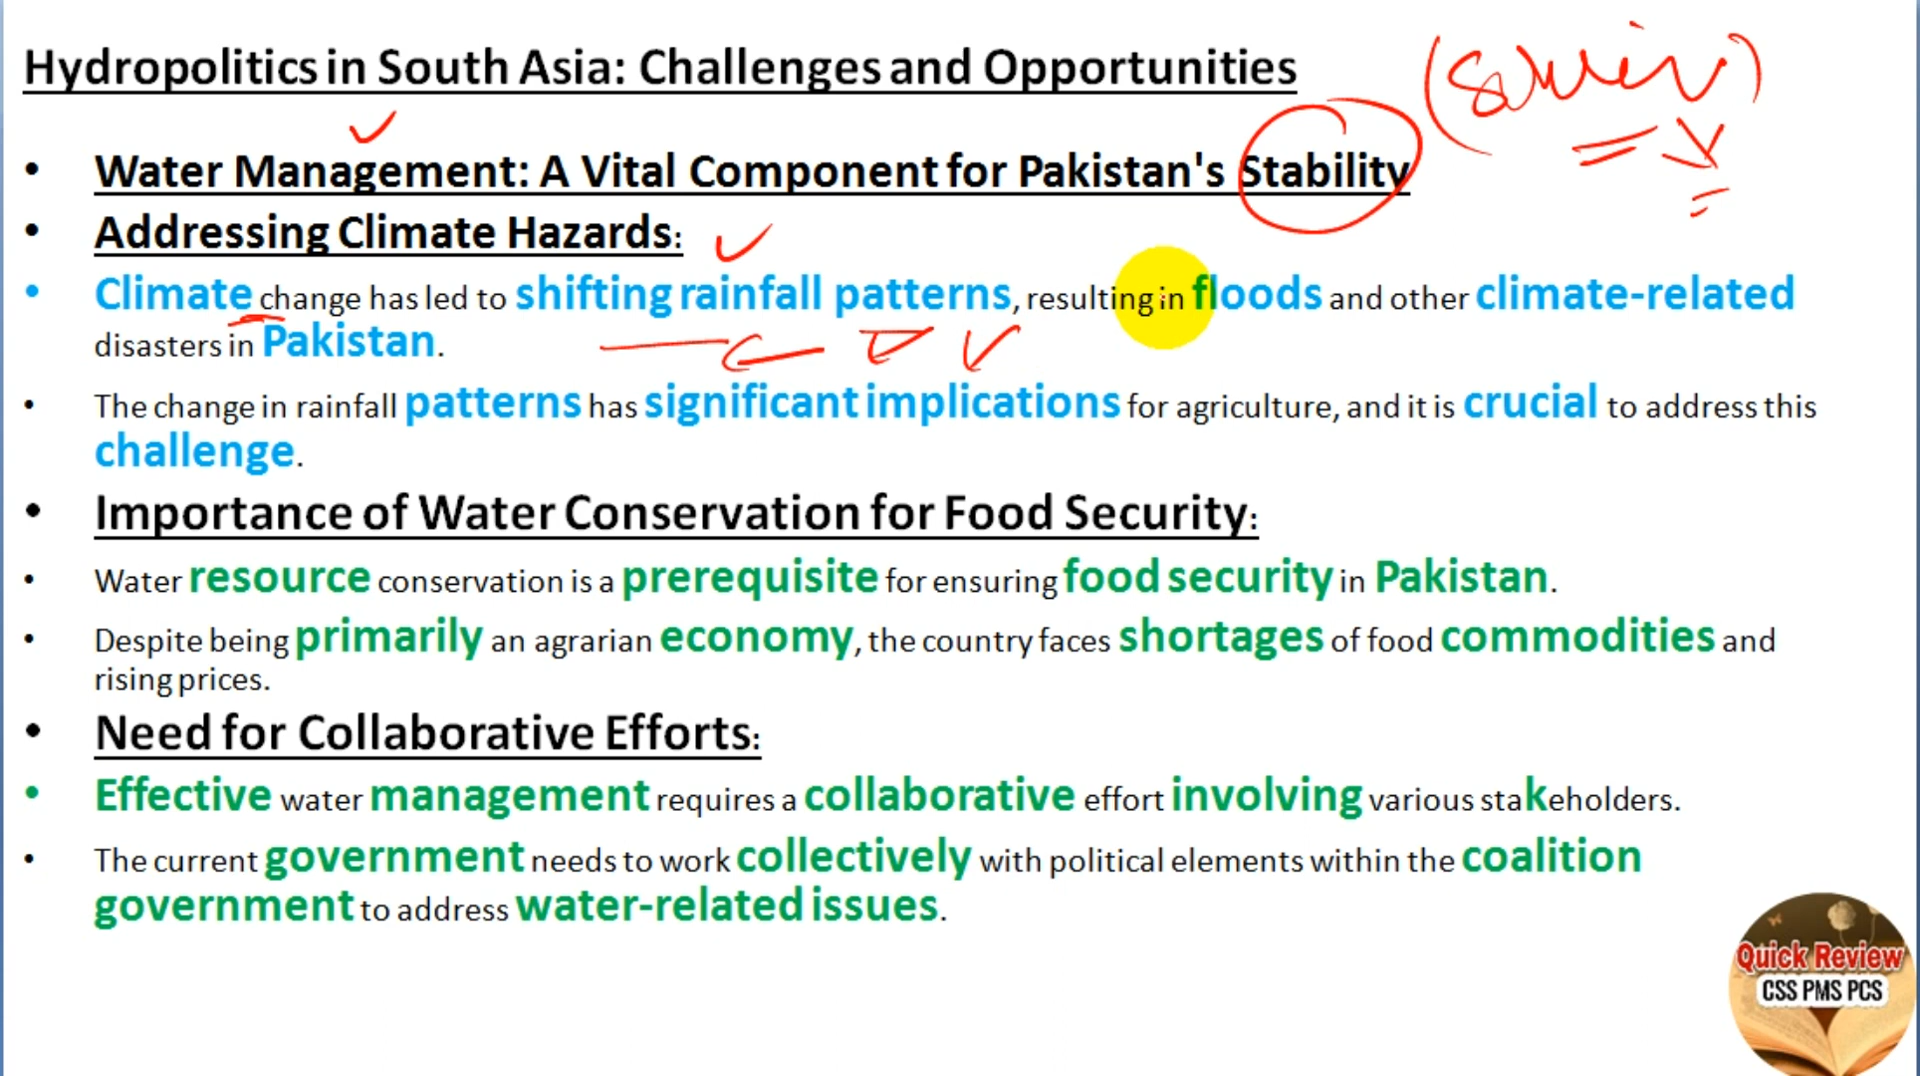 Hydropolitics in South Asia: Challenges and Opportunities
• Water Management: A Vital Component for Pakistan's Stability
• Addressing Climate Hazards:
• Climate change has led to shifting rainfall patterns, resulting in floods and other climate-related
disasters in Pakistan.
• The change in rainfall patterns has significant implications for agriculture, and it is crucial to address this
challenge.
• Importance of Water Conservation for Food Security:
• Water resource conservation is a prerequisite for ensuring food security in Pakistan.
• Despite being primarily an agrarian economy, the country faces shortages of food commodities and
rising prices.
• Need for Collaborative Efforts:
• Effective water management requires a collaborative effort involving various stakeholders.
• The current government needs to work collectively with political elements within the coalition
government to address water-related issues.
Quick Review
CSS PMS PCS